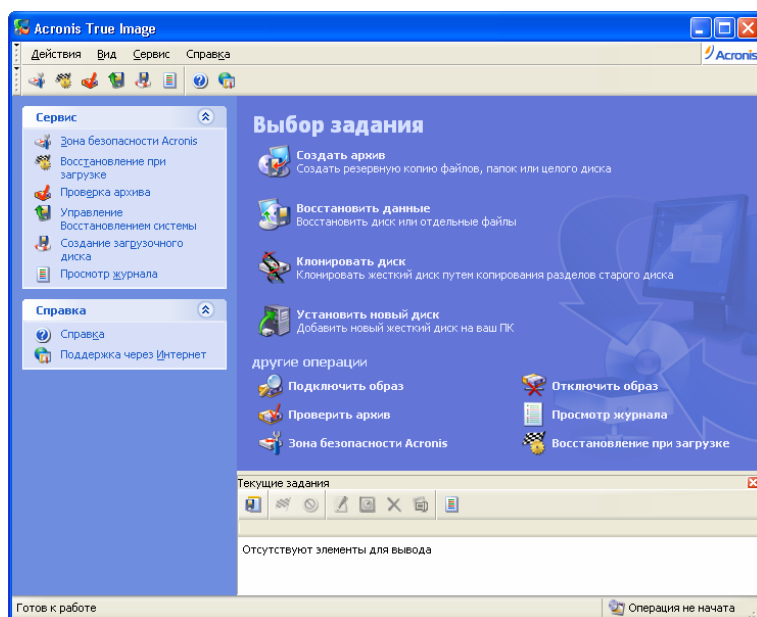 Acronis True Image
Действия Вид Сервис Справка
Acronis
Сервис
Зона безопасности Acronis
Восстановление при
загрузке
Проверка архива
Управление
Восстановлением системы
Создание загрузочного
диска
Просмотр журнала
Справка
Справка
Поддержка через Интернет
Выбор задания
Создать архив
Создать резервную копию файлов, папок или целого диска
Восстановить данные
Восстановить диск или отдельные файлы
Клонировать диск
Клонировать жесткий диск путем копирования разделов старого диска
Установить новый диск
Добавить новый жесткий диск на ваш ПК
другие операции
Подключить образ
Отключить образ
Проверить архив
Просмотр журнала
Зона безопасности Acronis
Восстановление при загрузке
Текущие задания
Отсутствуют элементы для вывода
Готов к работе
Операция не начата